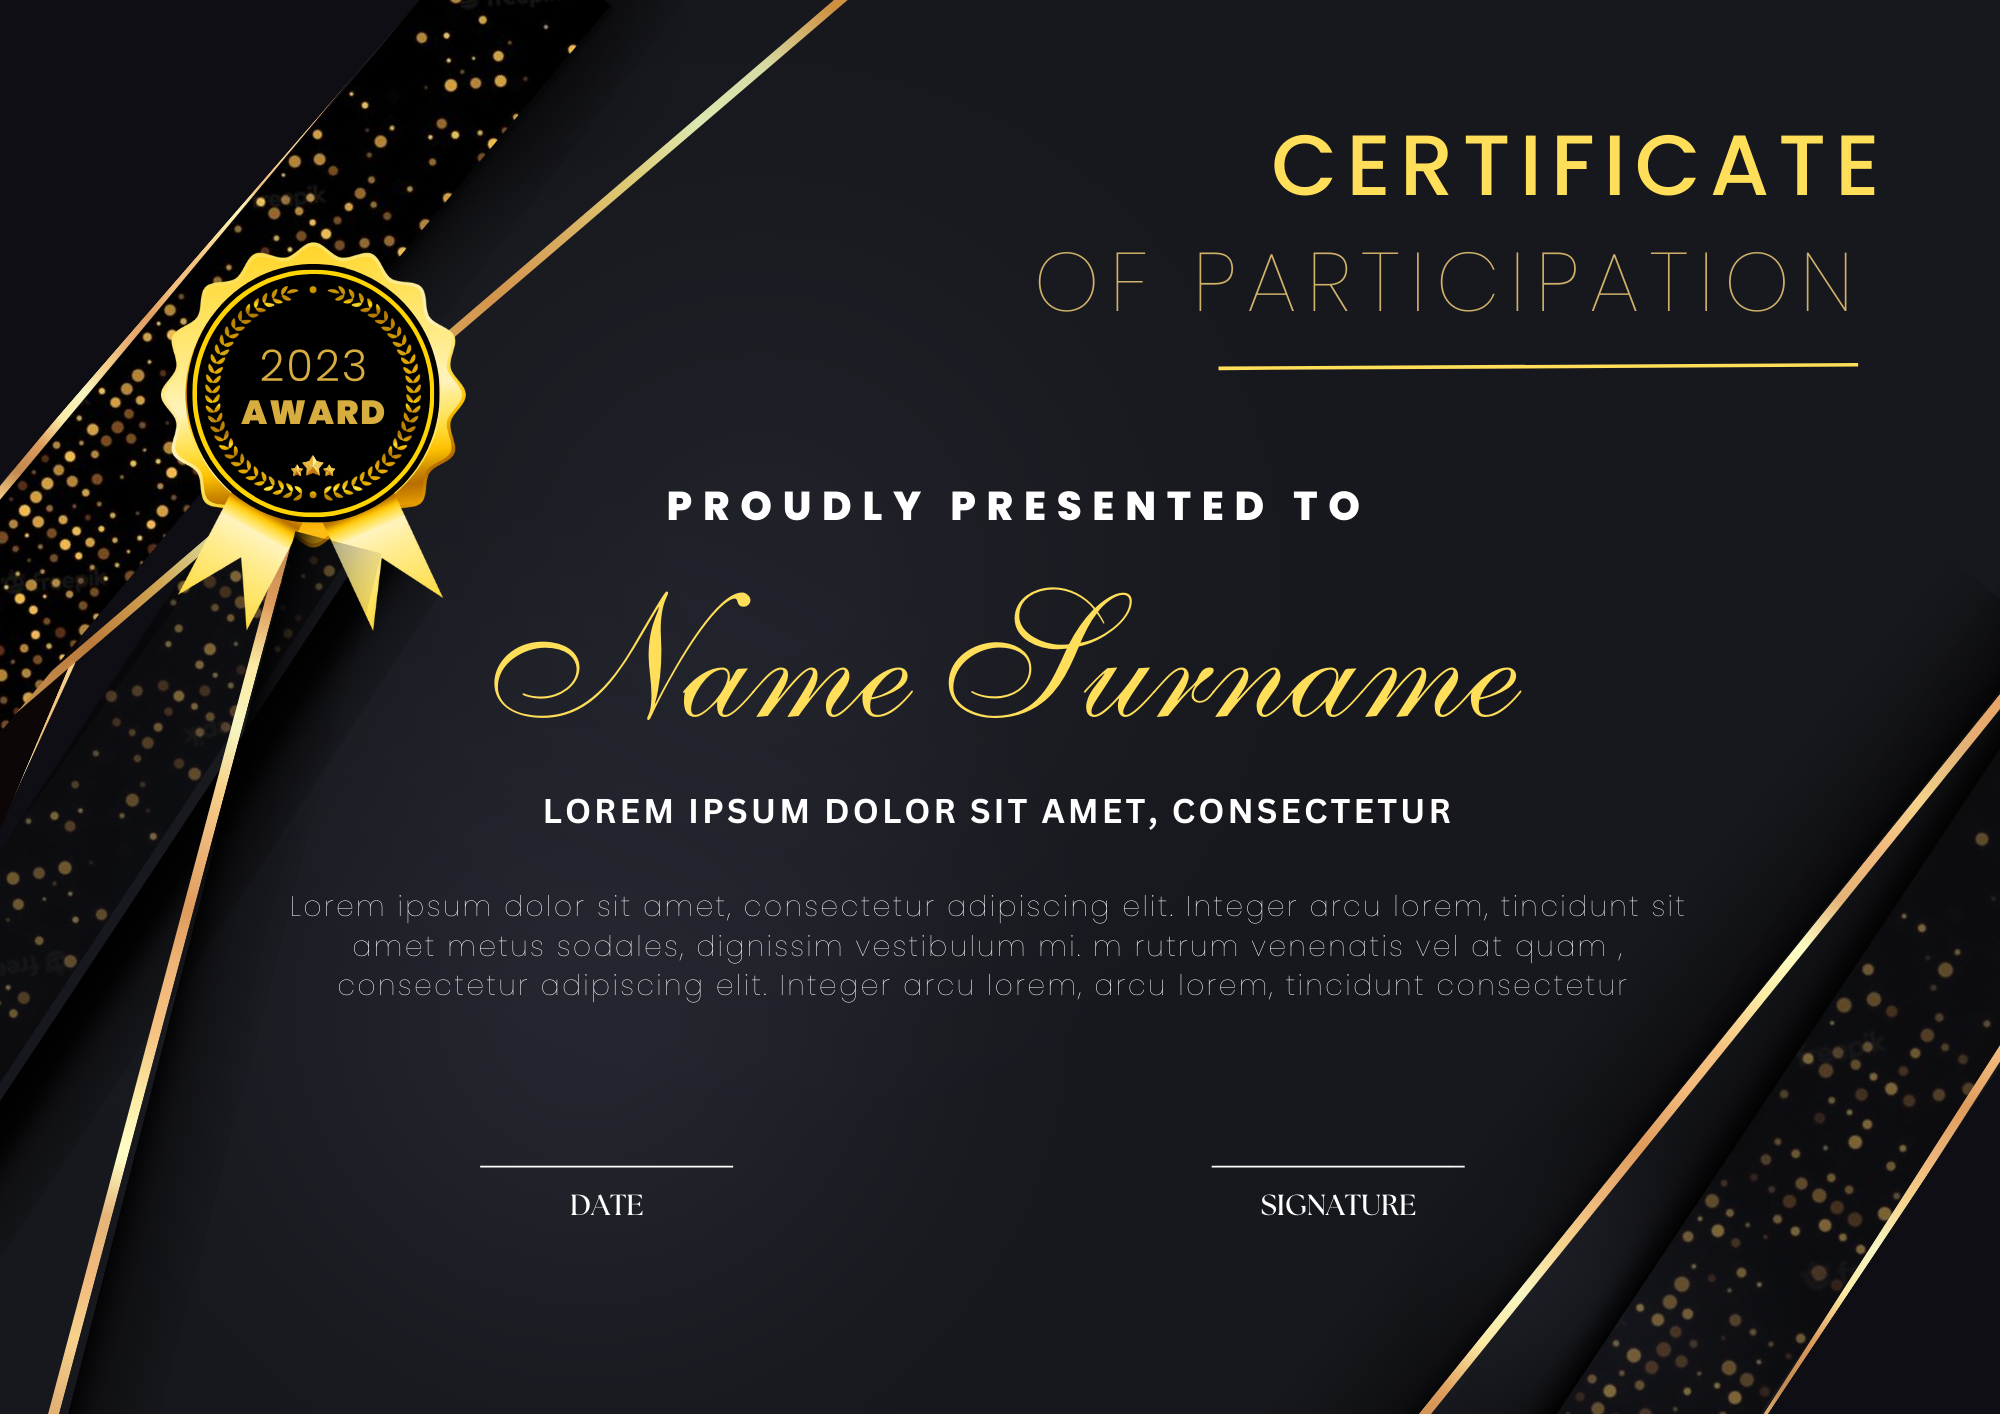 CERTIFICATE
OF PARTICIPATION
2023
AWARD
PROUDLY PRESENTED TO
Name Surname
LOREM IPSUM DOLOR SIT AMET, CONSECTETUR
Lorem ipsum dolor sit amet, consectetur adipiscing elit. Integer arcu lorem, tincidunt sit
amet metus sodales, dignissim vestibulum mi. m rutrum venenatis vel at quam ,
consectetur adipiscing elit. Integer arcu lorem, arcu lorem, tincidunt consectetur
DATE
SIGNATURE